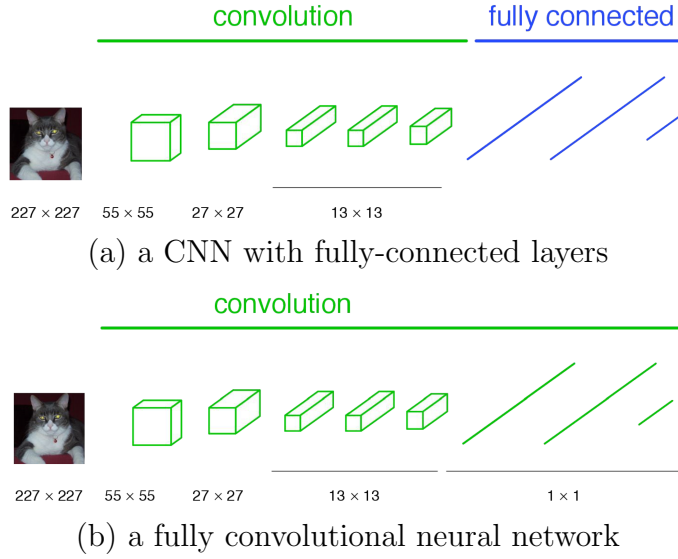 convolution fully connected
227 × 227 55 × 55 27 × 27 13 × 13
(a) a CNN with fully-connected layers
convolution
227 × 227 55 × 55 27 × 27 13 × 13 1 × 1
(b) a fully convolutional neural network